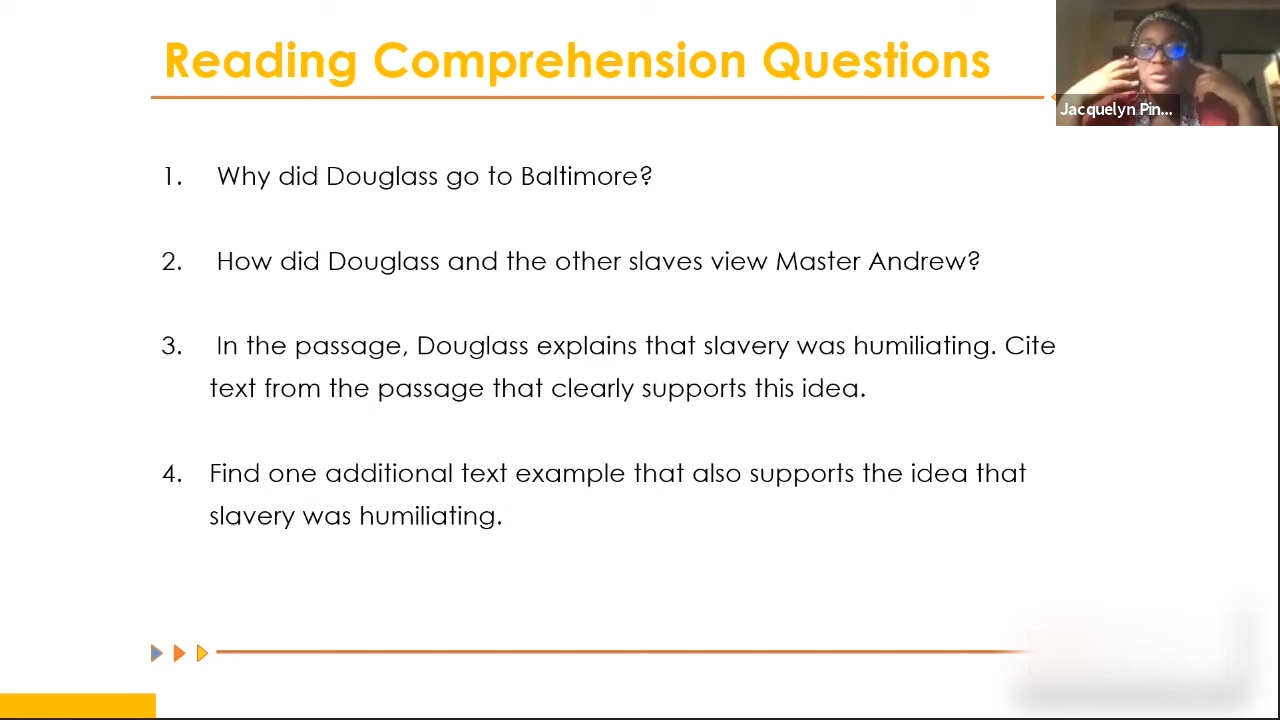 Reading Comprehension Questions
Jacquelyn Pin...
1. Why did Douglass go to Baltimore?
2. How did Douglass and the other slaves view Master Andrew?
3. In the passage, Douglass explains that slavery was humiliating. Cite
text from the passage that clearly supports this idea.
4. Find one additional text example that also supports the idea that
slavery was humiliating.